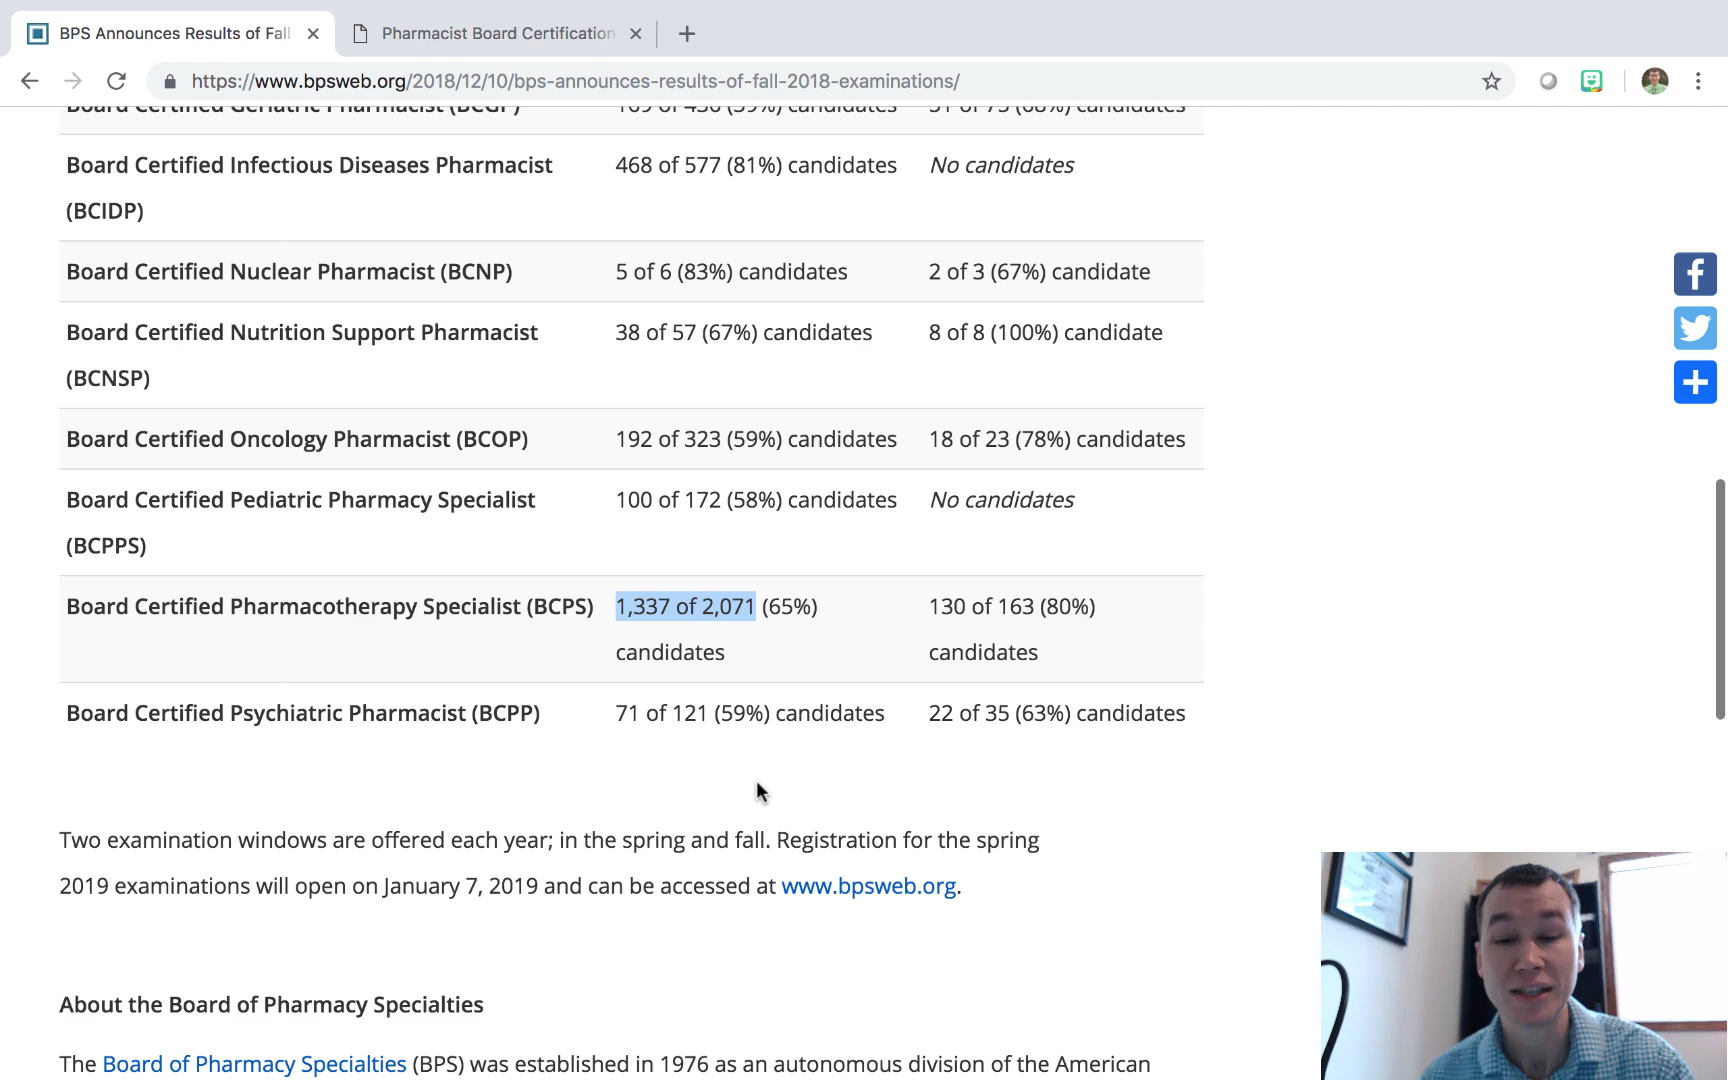 BPS Announces Results of Fall
Pharmacist Board Certification
https://www.bpsweb.org/2018/12/10/bps-announces-results-of-fall-2018-examinations/
Board Certified Geriatric Pharmacist (BCGP) candidates candidates
Board Certified Infectious Diseases Pharmacist 468 of 577 (81%) candidates No candidates
(BCIDP)
Board Certified Nuclear Pharmacist (BCNP) 5 of 6 (83%) candidates 2 of 3 (67%) candidate
Board Certified Nutrition Support Pharmacist 38 of 57 (67%) candidates 8 of 8 (100%) candidate
(BCNSP)
Board Certified Oncology Pharmacist (BCOP) 192 of 323 (59%) candidates 18 of 23 (78%) candidates
Board Certified Pediatric Pharmacy Specialist 100 of 172 (58%) candidates No candidates
(BCPPS)
Board Certified Pharmacotherapy Specialist (BCPS) 1,337 of 2,071 (65%) 130 of 163 (80%)
candidates candidates
Board Certified Psychiatric Pharmacist (BCPP) 71 of 121 (59%) candidates 22 of 35 (63%) candidates
Two examination windows are offered each year; in the spring and fall. Registration for the spring
2019 examinations will open on January 7, 2019 and can be accessed at www.bpsweb.org.
About the Board of Pharmacy Specialties
The Board of Pharmacy Specialties (BPS) was established in 1976 as an autonomous division of the American